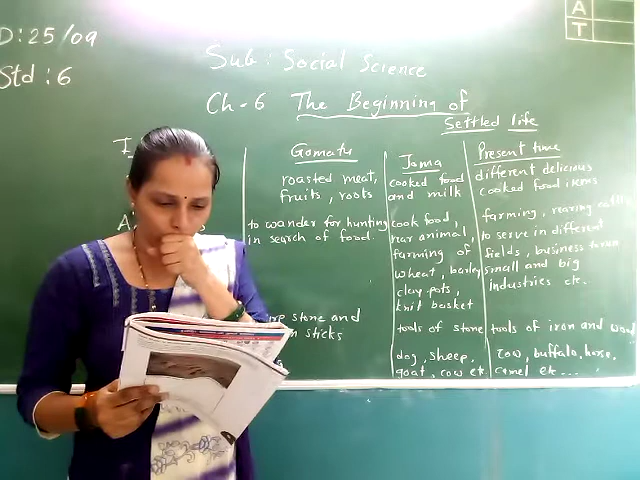 D: 25/09
Std : 6
A
T
Sub : Social Science
Ch - 6 The Beginning of
Settled life
Gomatu
roasted meat,
fruits, roots
to wander for hunting
in search of food.
stone and
sticks
Joma
cooked food
and milk
cook food,
rear animal,
farming of
wheat, barley
clay pots,
knit basket
tools of stone
dog, sheep,
goat, cow etc.
Present time
different delicious
cooked food items
farming, rearing
to serve in different
fields, business
small and big
industries etc.
tools of iron and wood
Cow, buffalo, horse,
camel etc...